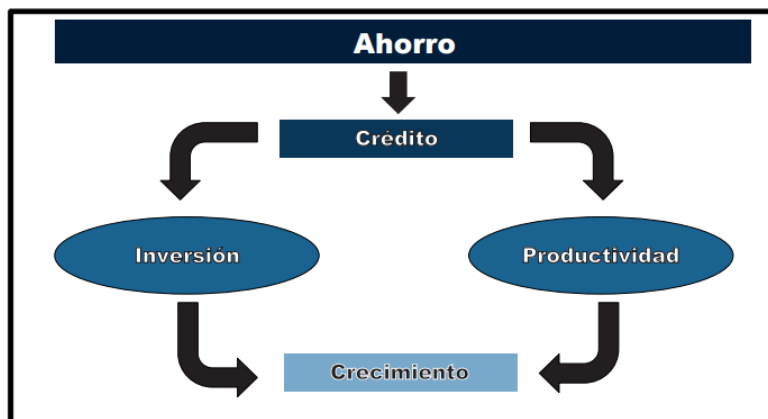 Ahorro
Crédito
Inversión
Productividad
Crecimiento